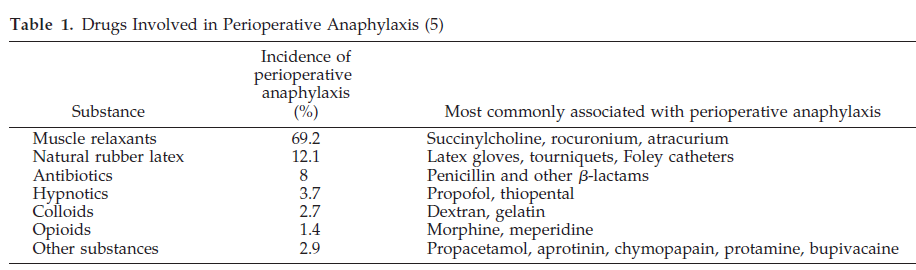 Table 1. Drugs Involved in Perioperative Anaphylaxis (5)
Substance Incidence of perioperative anaphylaxis (%) Most commonly associated with perioperative anaphylaxis
Muscle relaxants 69.2 Succinylcholine, rocuronium, atracurium
Natural rubber latex 12.1 Latex gloves, tourniquets, Foley catheters
Antibiotics 8 Penicillin and other β-lactams
Hypnotics 3.7 Propofol, thiopental
Colloids 2.7 Dextran, gelatin
Opioids 1.4 Morphine, meperidine
Other substances 2.9 Propacetamol, aprotinin, chymopapain, protamine, bupivacaine